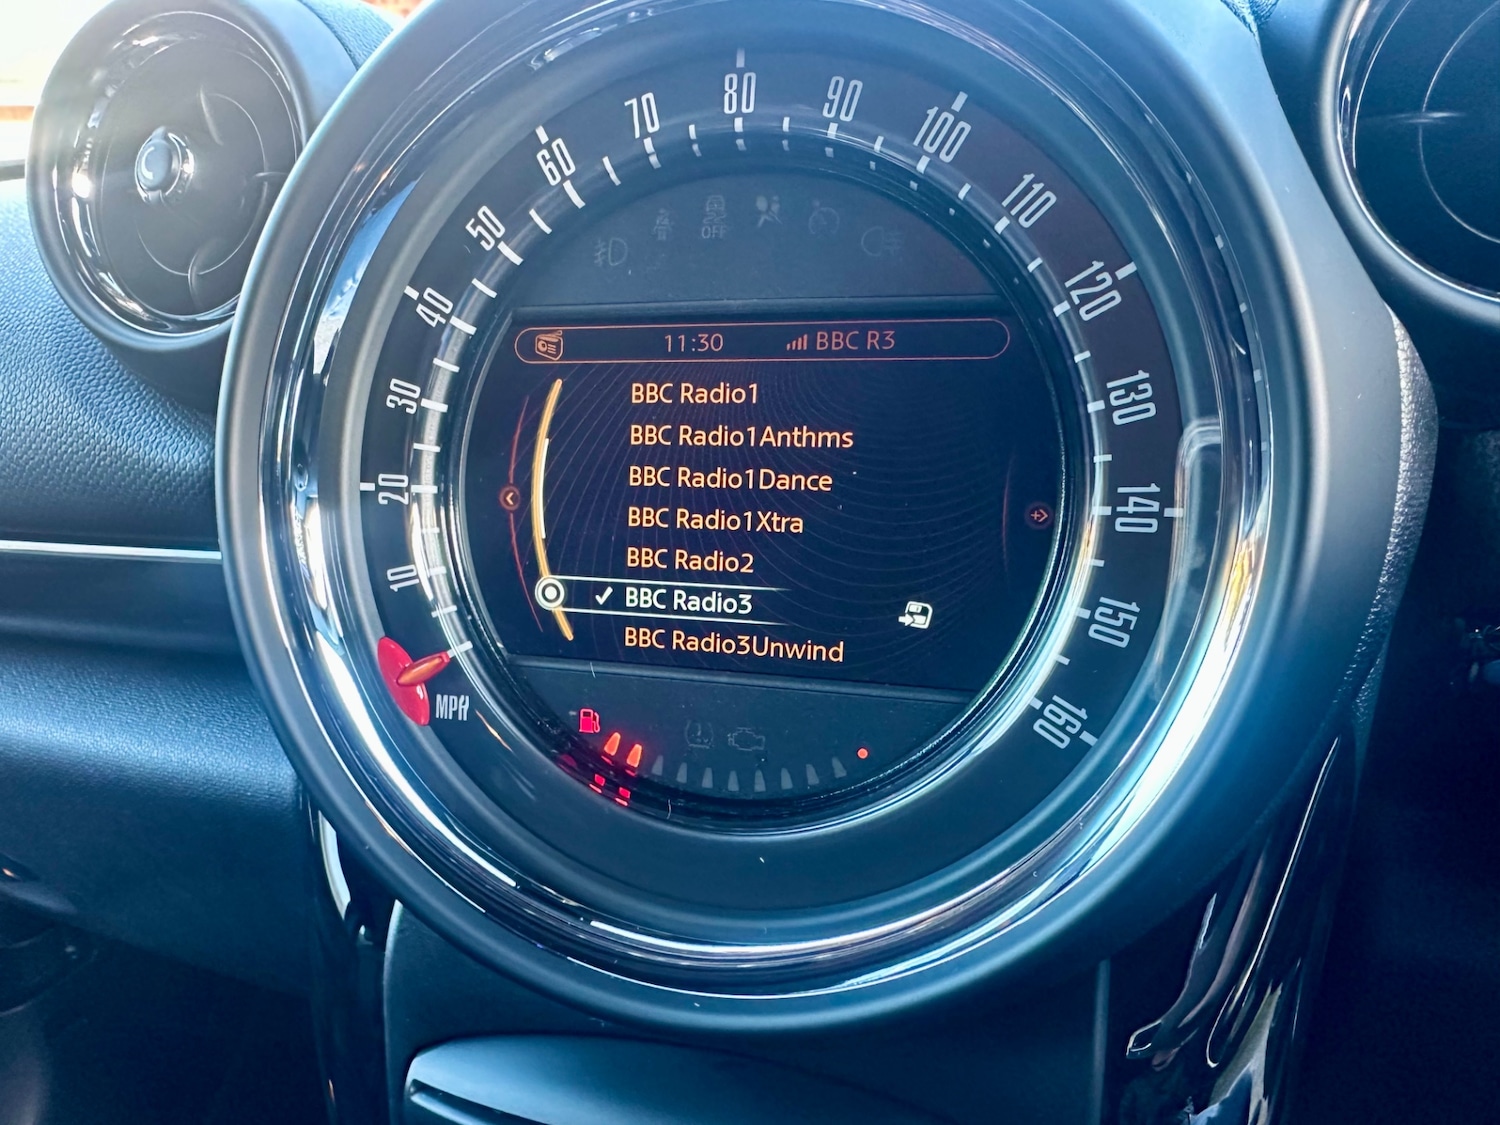 10
20
30
40
50
60
70
80
90
100
110
120
130
140
150
160
MPH
OFF
11:30 BBC R3
BBC Radio1
BBC Radio1Anthms
BBC Radio1Dance
BBC Radio1Xtra
BBC Radio2
BBC Radio3
BBC Radio3Unwind